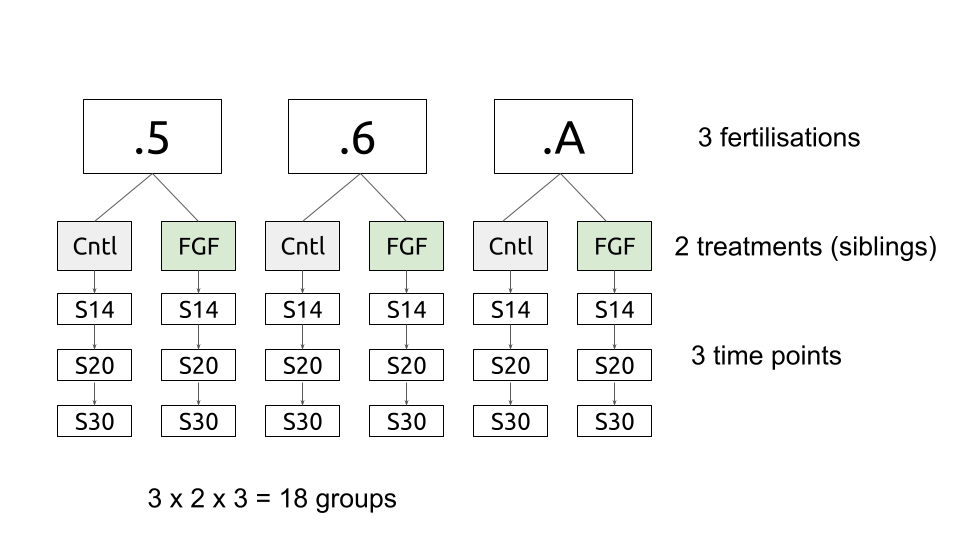 .5 .6 .A 3 fertilisations
Cntl FGF Cntl FGF Cntl FGF 2 treatments (siblings)
S14 S14 S14 S14 S14 S14
S20 S20 S20 S20 S20 S20 3 time points
S30 S30 S30 S30 S30 S30
3 x 2 x 3 = 18 groups